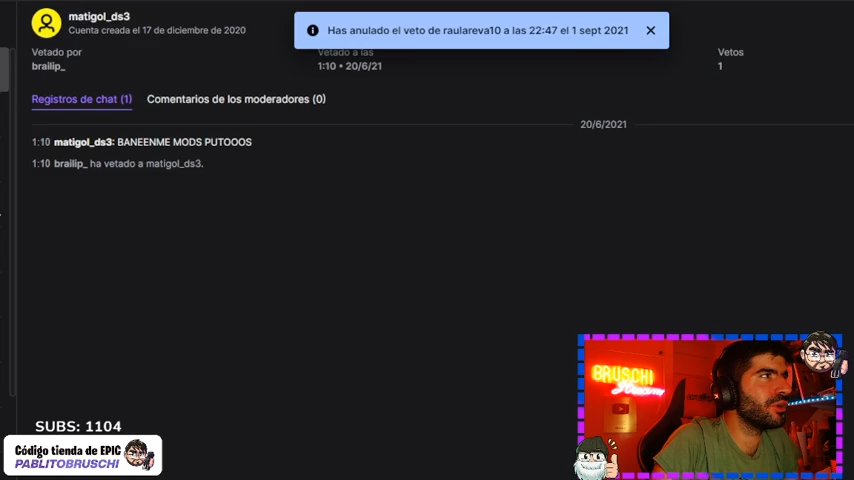 matigol_ds3
Cuenta creada el 17 de diciembre de 2020
Has anulado el veto de raulareva10 a las 22:47 el 1 sept 2021
Vetado por
brailip_
Vetado a las
1:10 • 20/6/21
Vetos
1
Registros de chat (1)
Comentarios de los moderadores (0)
20/6/2021
1:10 matigol_ds3: BANEENME MODS PUTOOOS
1:10 brailip_ ha vetado a matigol_ds3.
BRUSCHI
Stream
SUBS: 1104
Código tienda de EPIC
PABLITOBRUSCHI